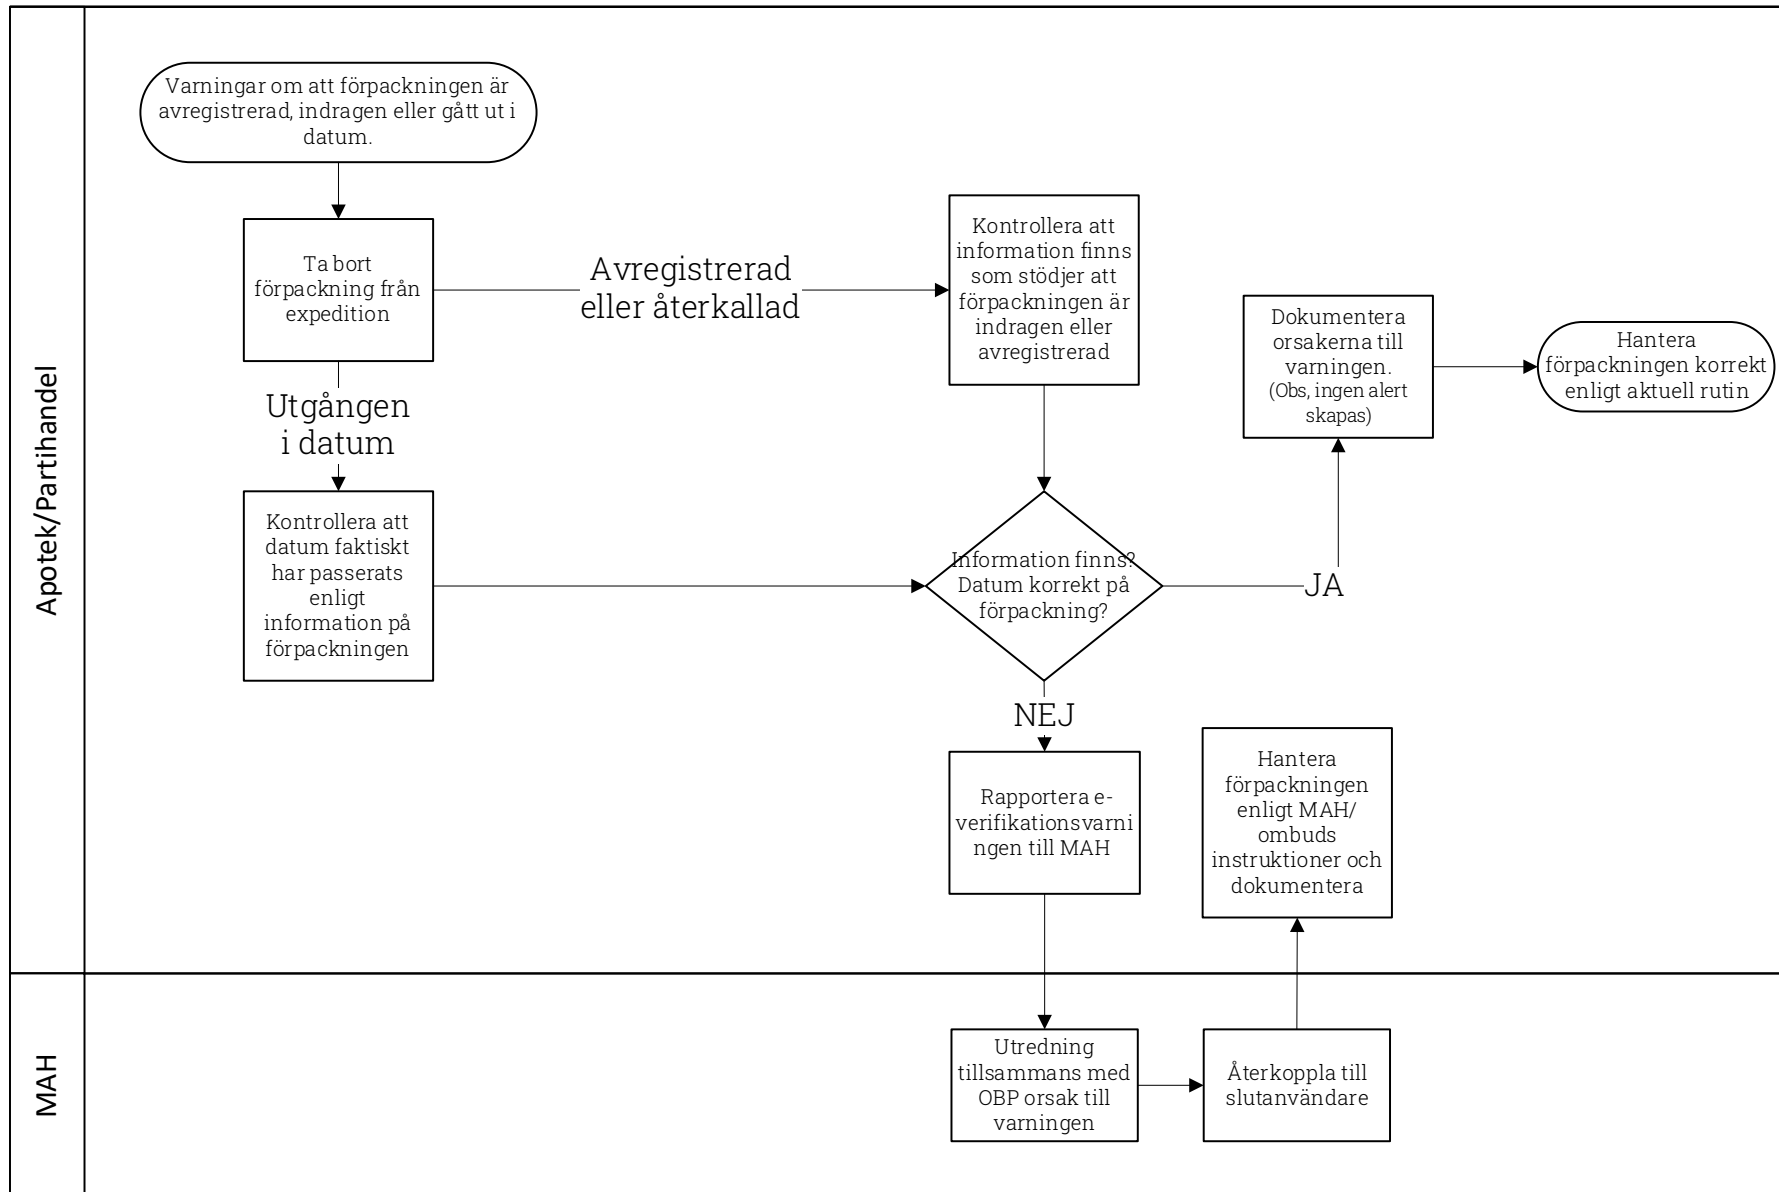 Apotek/Partihandel
Varningar om att förpackningen är
avregistrerad, indragen eller gått ut i
datum.
Ta bort
förpackning från
expedition
Avregistrerad
eller återkallad
Kontrollera att
information finns
som stödjer att
förpackningen är
indragen eller
avregistrerad
Utgången
i datum
Kontrollera att
datum faktiskt
har passerats
enligt
information på
förpackningen
Information finns?
Datum korrekt på
förpackning?
JA
Dokumentera
orsakerna till
varningen.
(Obs, ingen alert
skapas)
Hantera
förpackningen korrekt
enligt aktuell rutin
NEJ
Rapportera e-
verifikationsvarni
ngen till MAH
Hantera
förpackningen
enligt MAH/
ombuds
instruktioner och
dokumentera
MAH
Utredning
tillsammans med
OBP orsak till
varningen
Återkoppla till
slutanvändare